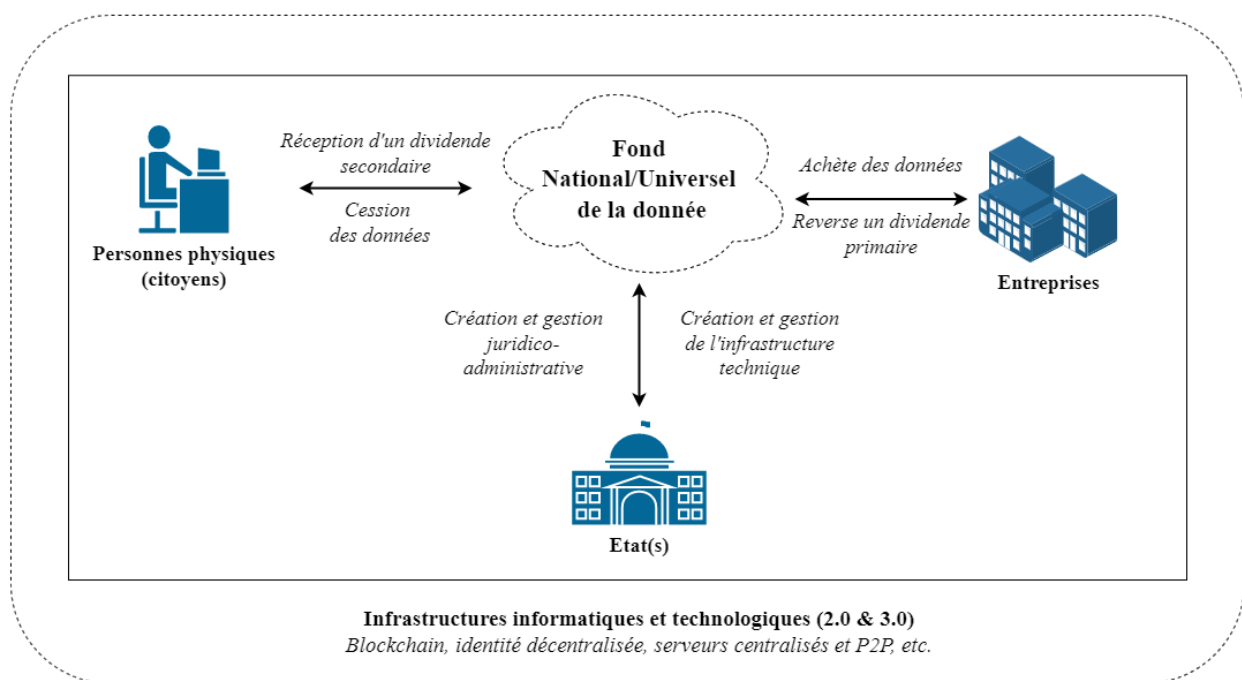 Réception d'un dividende
secondaire
Cession
des données
Personnes physiques
(citoyens)
Fond
National/Universel
de la donnée
Achète des données
Reverse un dividende
primaire
Entreprises
Création et gestion
juridico-
administrative
Création et gestion
de l'infrastructure
technique
Etat(s)
Infrastructures informatiques et technologiques (2.0 & 3.0)
Blockchain, identité décentralisée, serveurs centralisés et P2P, etc.